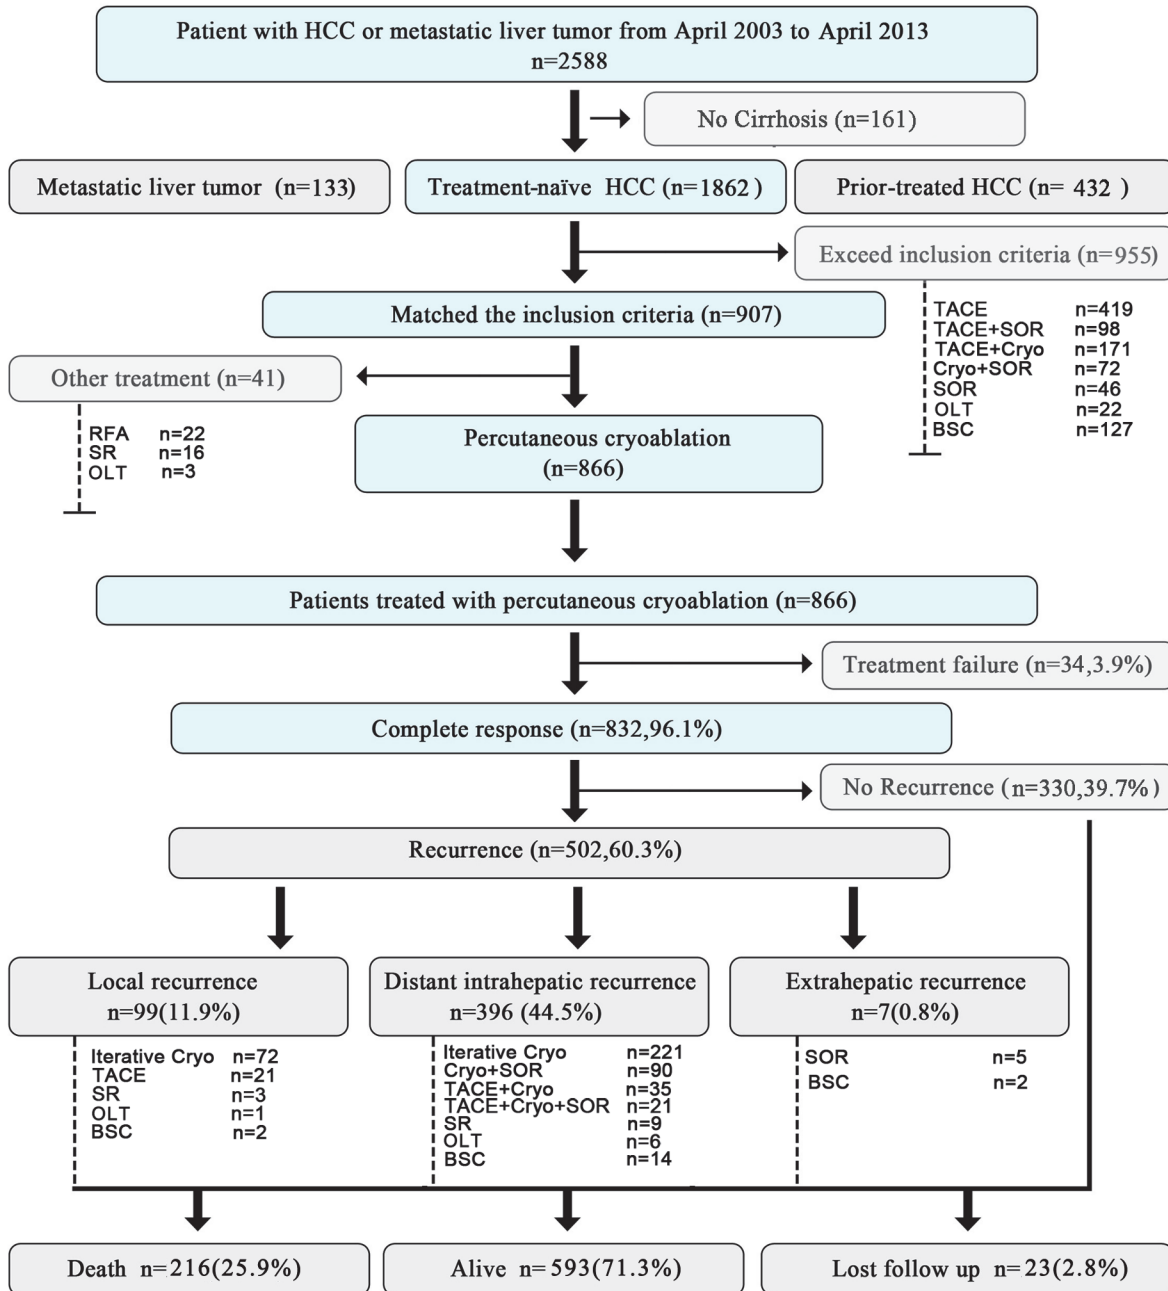 Patient with HCC or metastatic liver tumor from April 2003 to April 2013
n=2588
No Cirrhosis (n=161)
Metastatic liver tumor (n=133)
Treatment-naïve HCC (n=1862)
Prior-treated HCC (n= 432 )
Exceed inclusion criteria (n=955)
TACE n=419
TACE+SOR n=98
TACE+Cryo n=171
Cryo+SOR n=72
SOR n=46
OLT n=22
BSC n=127
Matched the inclusion criteria (n=907)
Other treatment (n=41)
RFA n=22
SR n=16
OLT n=3
Percutaneous cryoablation
(n=866)
Patients treated with percutaneous cryoablation (n=866)
Treatment failure (n=34,3.9%)
Complete response (n=832,96.1%)
No Recurrence (n=330,39.7%)
Recurrence (n=502,60.3%)
Local recurrence
n=99(11.9%)
Iterative Cryo n=72
TACE n=21
SR n=3
OLT n=1
BSC n=2
Distant intrahepatic recurrence
n=396 (44.5%)
Iterative Cryo n=221
Cryo+SOR n=90
TACE+Cryo n=35
TACE+Cryo+SOR n=21
SR n=9
OLT n=6
BSC n=14
Extrahepatic recurrence
n=7(0.8%)
SOR n=5
BSC n=2
Death n=216(25.9%)
Alive n=593(71.3%)
Lost follow up n=23(2.8%)